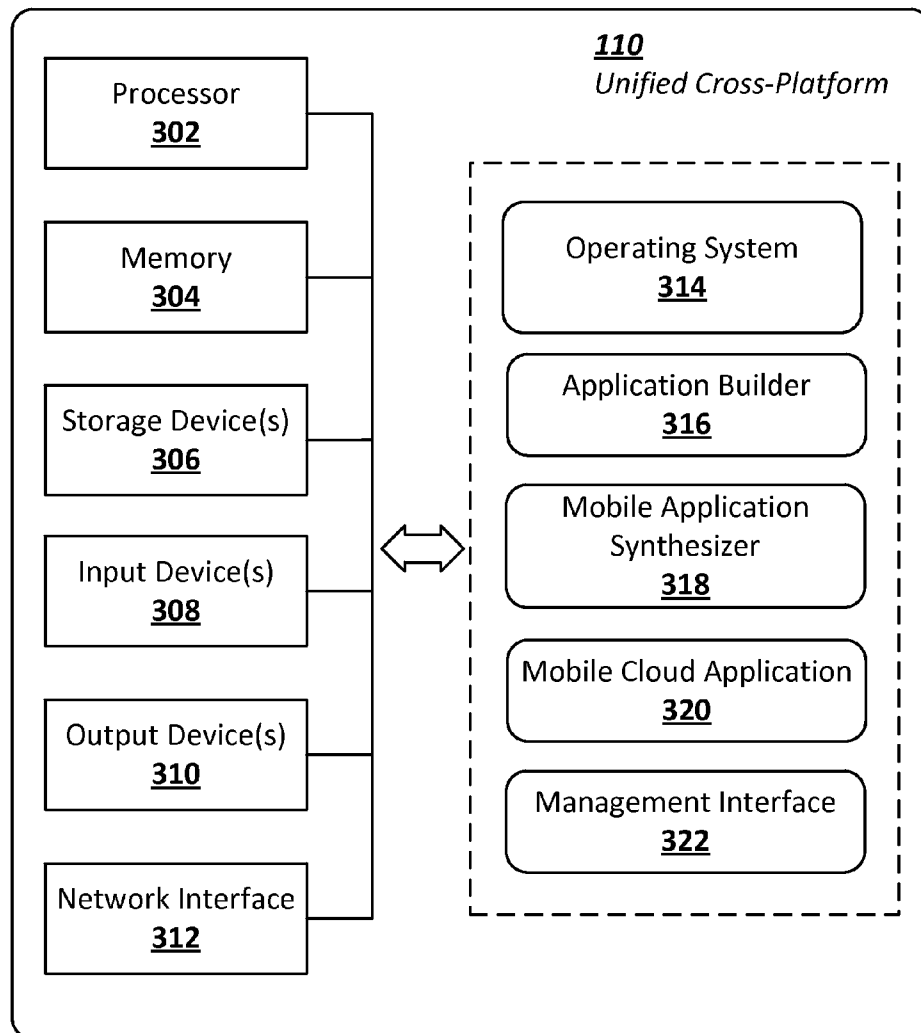 110
Unified Cross-Platform
Processor
302
Memory
304
Storage Device(s)
306
Input Device(s)
308
Output Device(s)
310
Network Interface
312
Operating System
314
Application Builder
316
Mobile Application
Synthesizer
318
Mobile Cloud Application
320
Management Interface
322